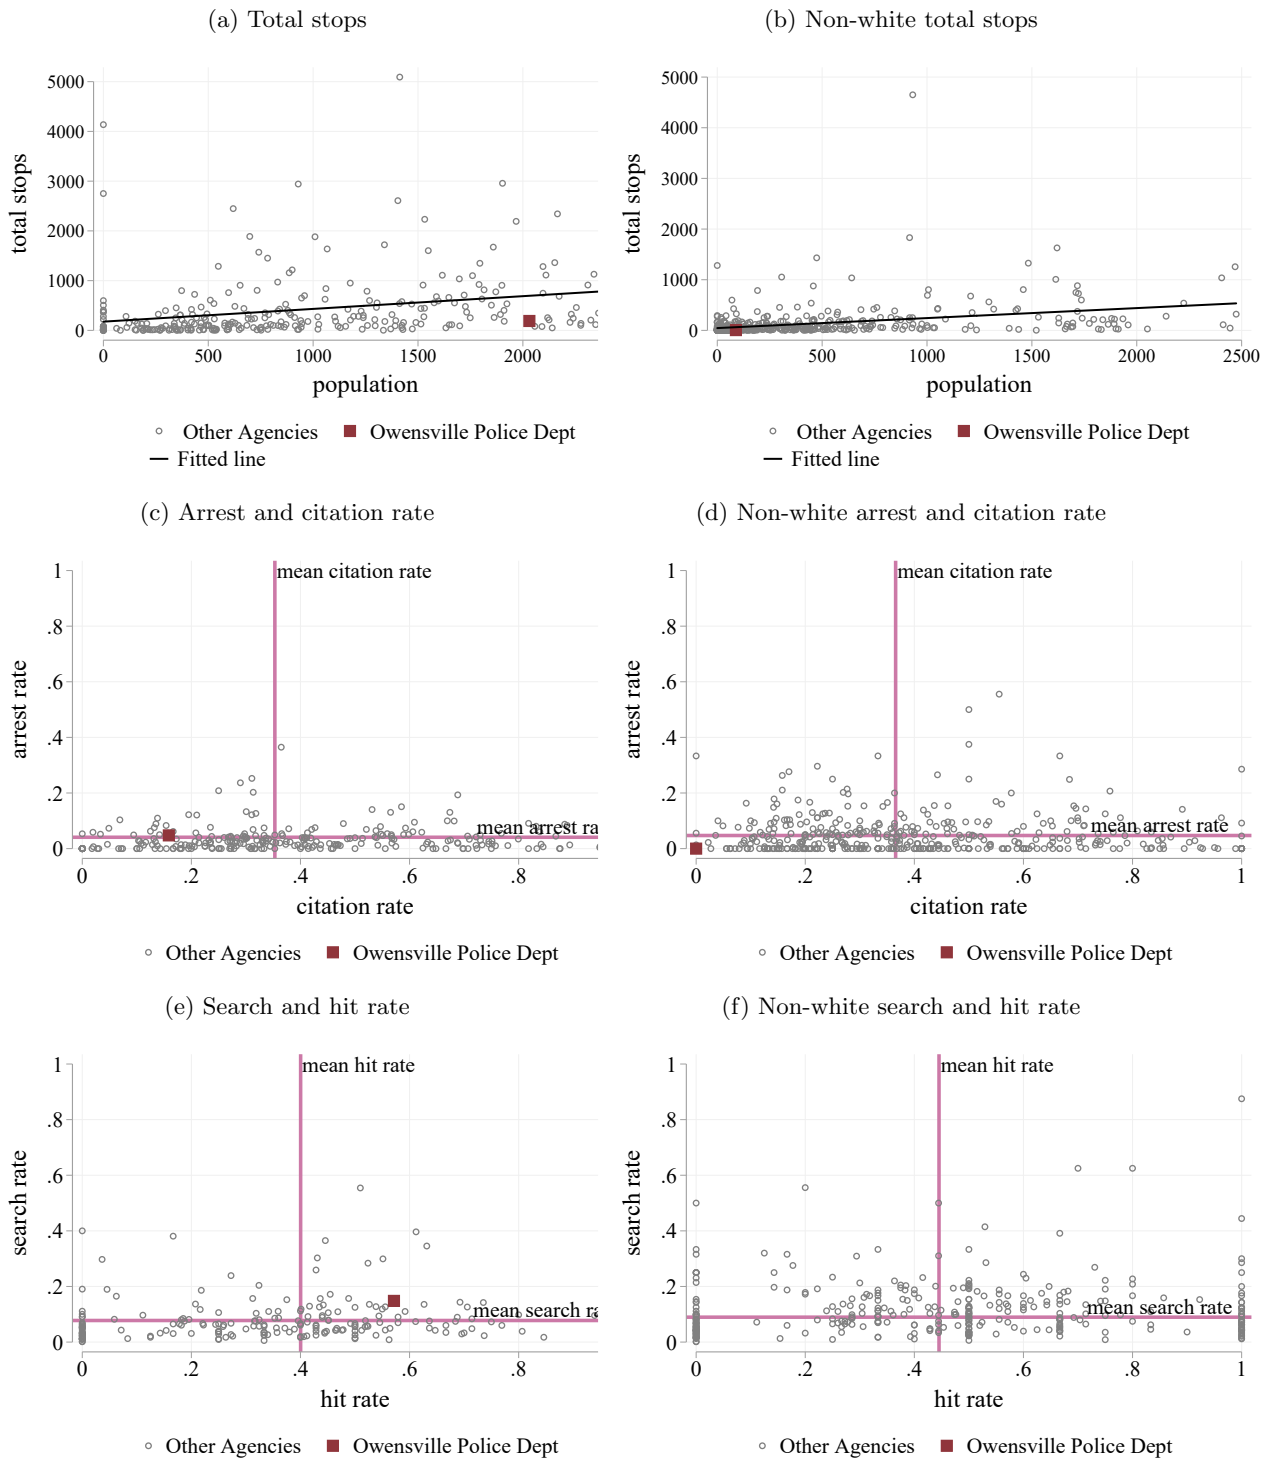 (a) Total stops
(b) Non-white total stops
total stops
5000
4000
3000
2000
1000
0
0 500 1000 1500 2000
population
Other Agencies Owensville Police Dept
Fitted line
total stops
5000
4000
3000
2000
1000
0
0 500 1000 1500 2000 2500
population
Other Agencies Owensville Police Dept
Fitted line
(c) Arrest and citation rate
(d) Non-white arrest and citation rate
arrest rate
1
.8
.6
.4
.2
0
mean citation rate
mean arrest ra
0 .2 .4 .6 .8
citation rate
Other Agencies Owensville Police Dept
arrest rate
1
.8
.6
.4
.2
0
mean citation rate
mean arrest rate
0 .2 .4 .6 .8 1
citation rate
Other Agencies Owensville Police Dept
(e) Search and hit rate
(f) Non-white search and hit rate
search rate
1
.8
.6
.4
.2
0
mean hit rate
mean search ra
0 .2 .4 .6 .8
hit rate
Other Agencies Owensville Police Dept
search rate
1
.8
.6
.4
.2
0
mean hit rate
mean search rate
0 .2 .4 .6 .8 1
hit rate
Other Agencies Owensville Police Dept